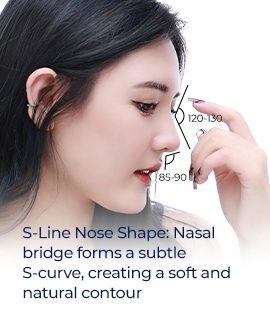 120-130
85-90
S-Line Nose Shape: Nasal
bridge forms a subtle
S-curve, creating a soft and
natural contour